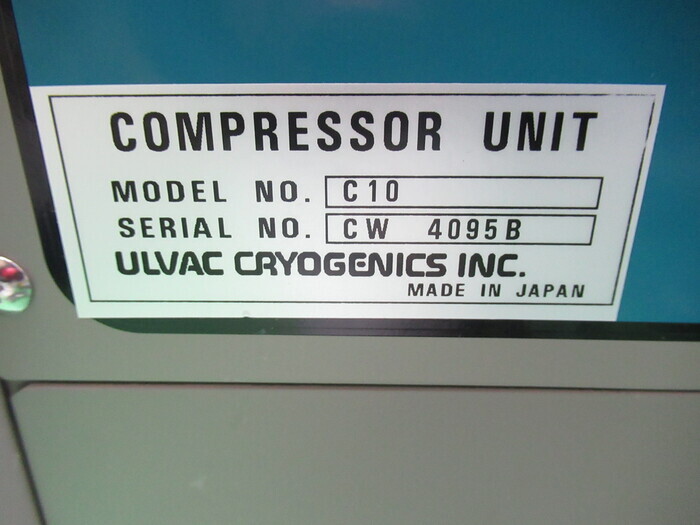 COMPRESSOR UNIT
MODEL NO. C10
SERIAL NO. CW 4095B
ULVAC CRYOGENICS INC.
MADE IN JAPAN